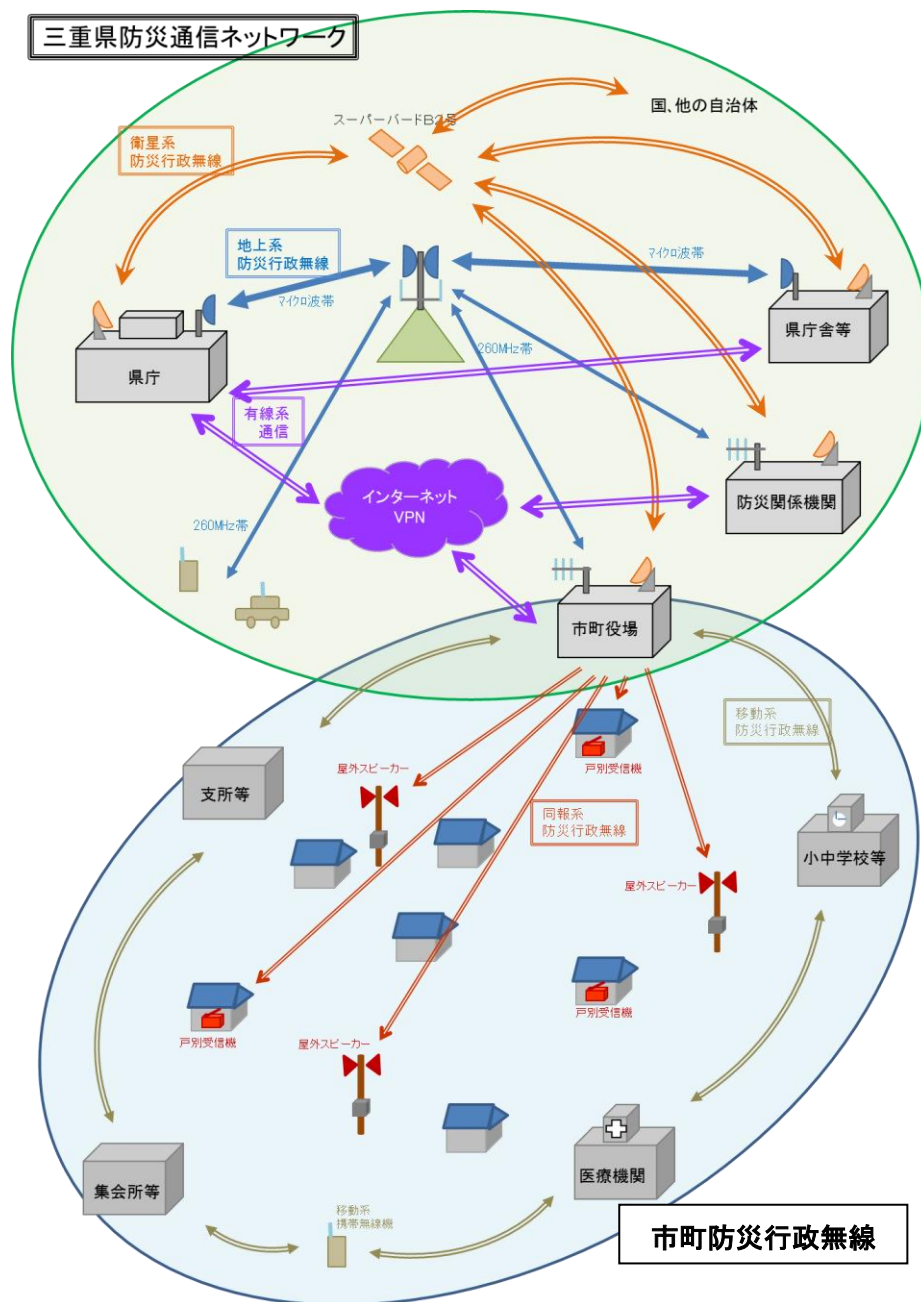 三重県防災通信ネットワーク
国、他の自治体
スーパーバードB2号
衛星系
防災行政無線
地上系
防災行政無線
マイクロ波帯
マイクロ波帯
県庁
県庁舎等
260MHz帯
有線系
通信
インターネット
VPN
防災関係機関
260MHz帯
市町役場
移動系
防災行政無線
戸別受信機
支所等
屋外スピーカー
同報系
防災行政無線
小中学校等
屋外スピーカー
戸別受信機
戸別受信機
屋外スピーカー
集会所等
医療機関
移動系
携帯無線機
市町防災行政無線